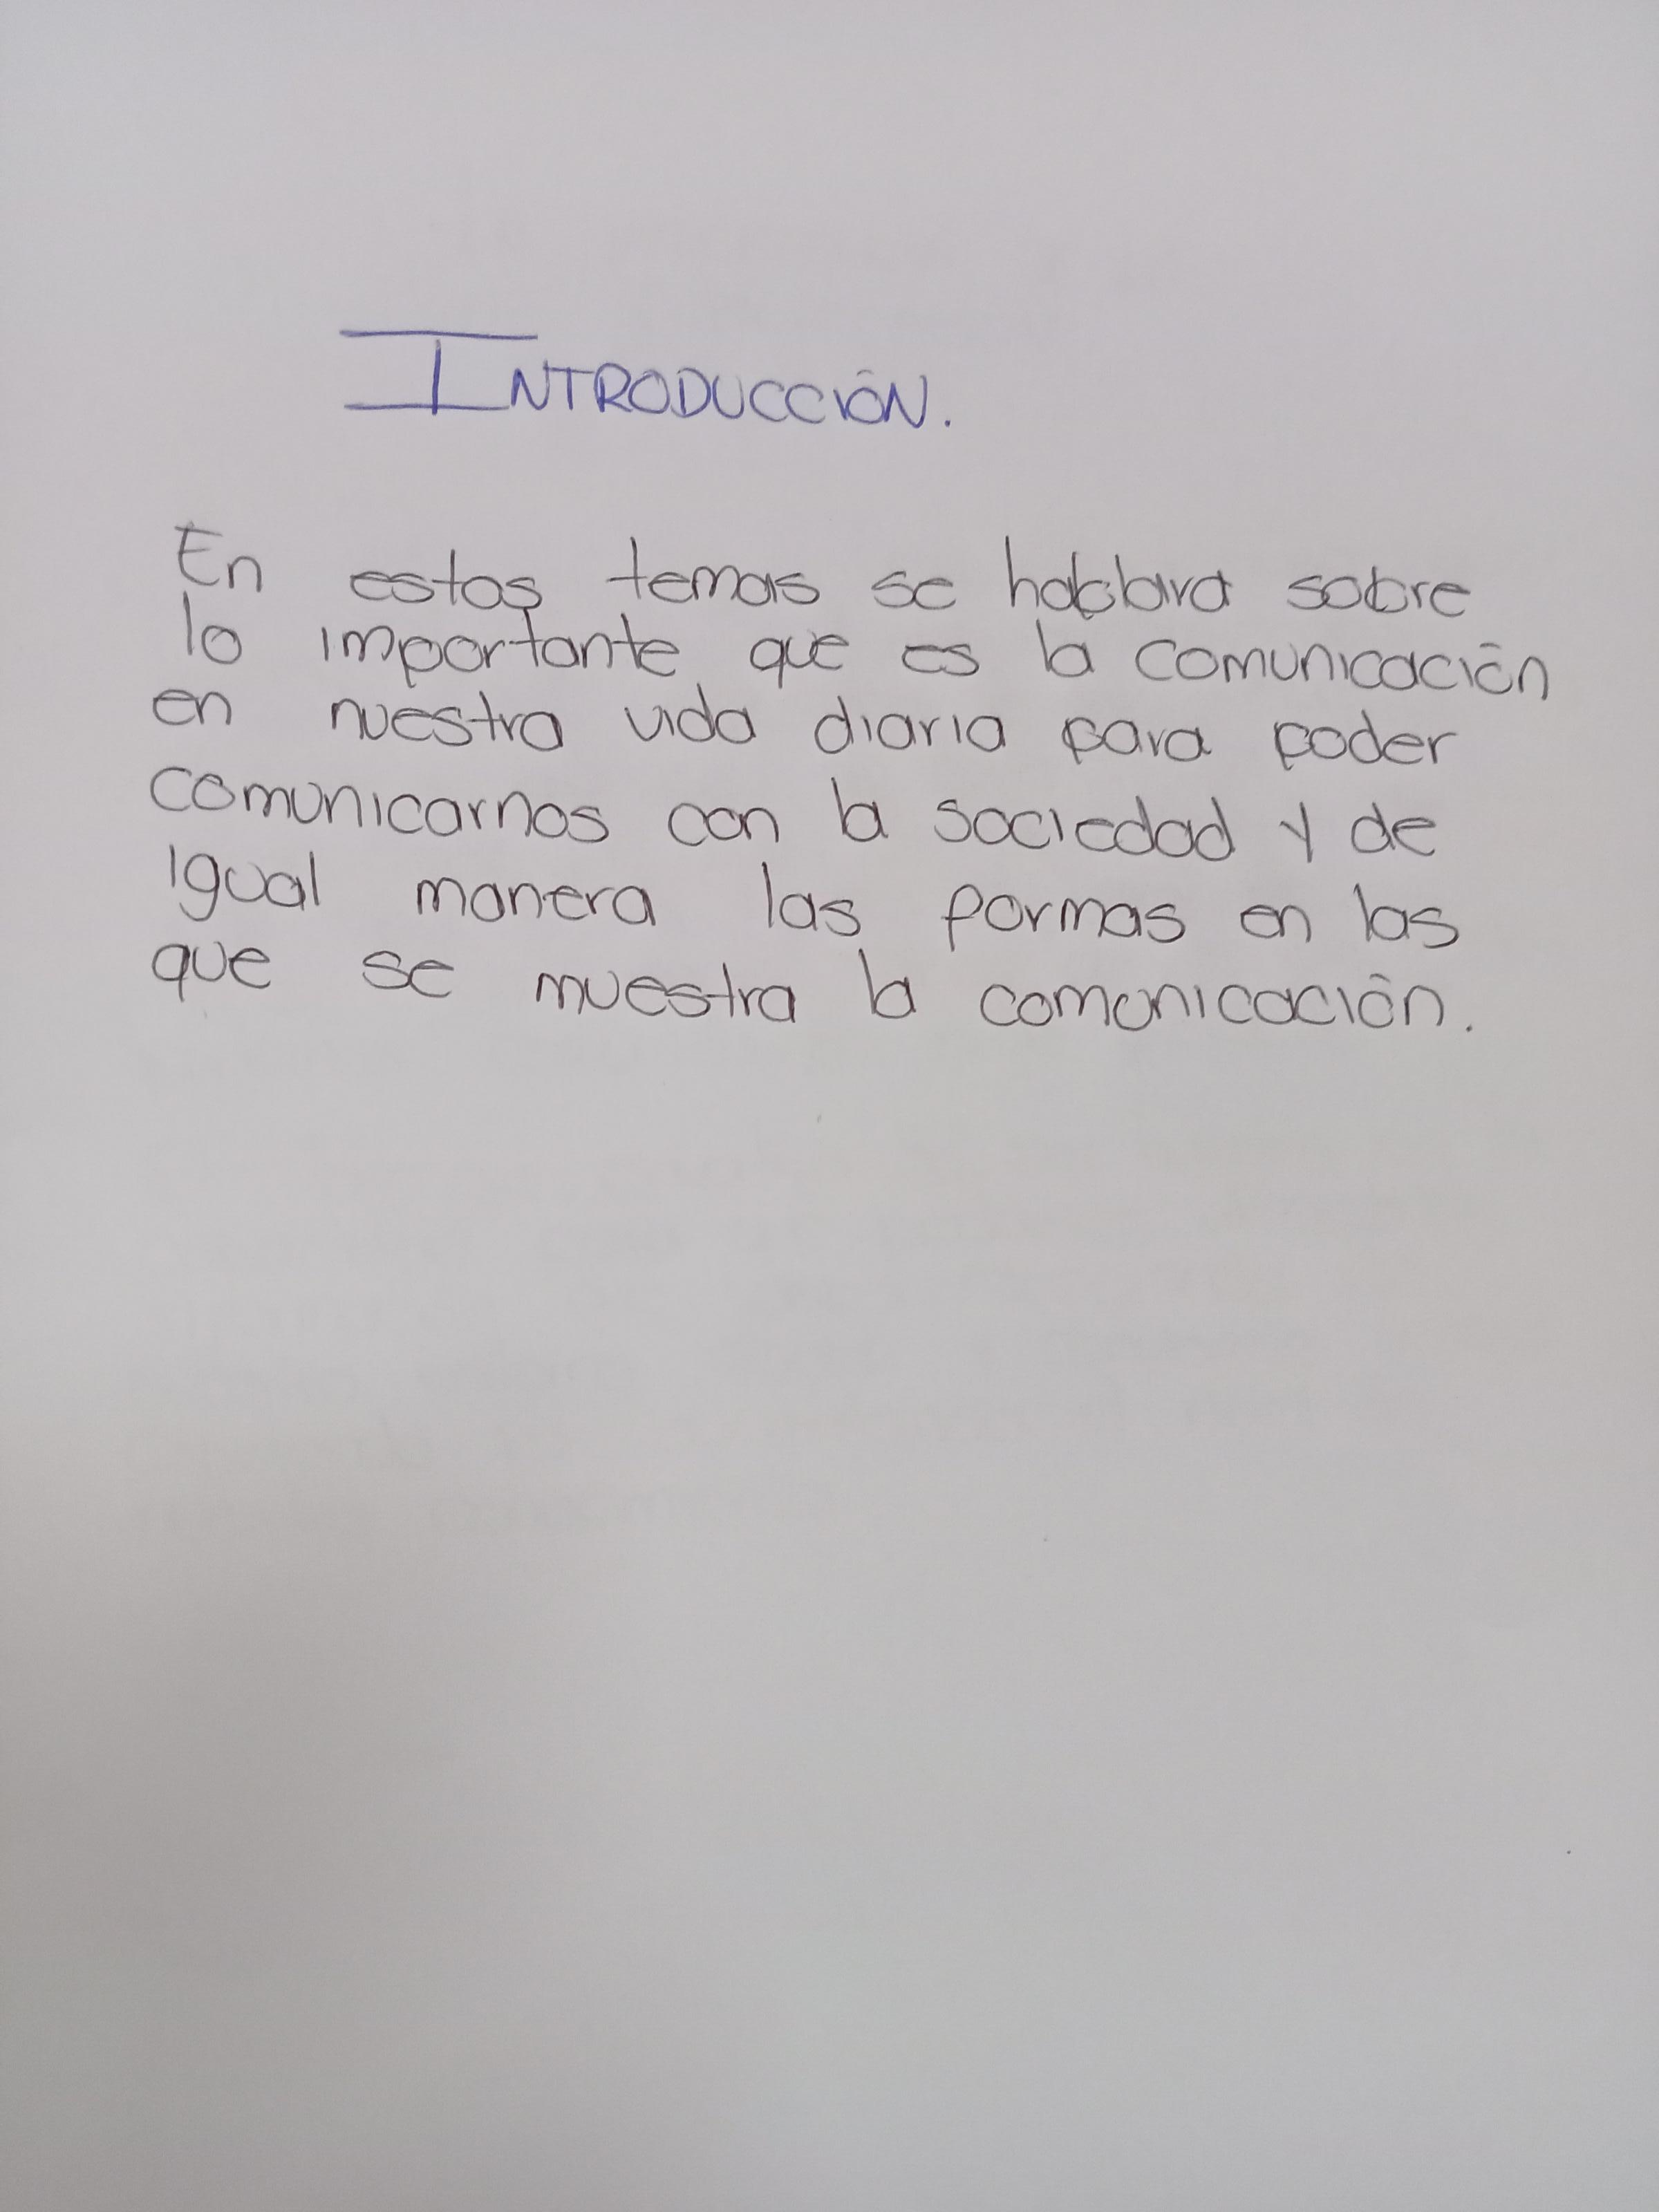 INTRODUCCIÓN.
En estos temas se hablara sobre
lo importante que es la comunicación
en nuestra vida diaria para poder
comunicarnos con la sociedad y de
igual manera las formas en las
que se muestra la comunicación.